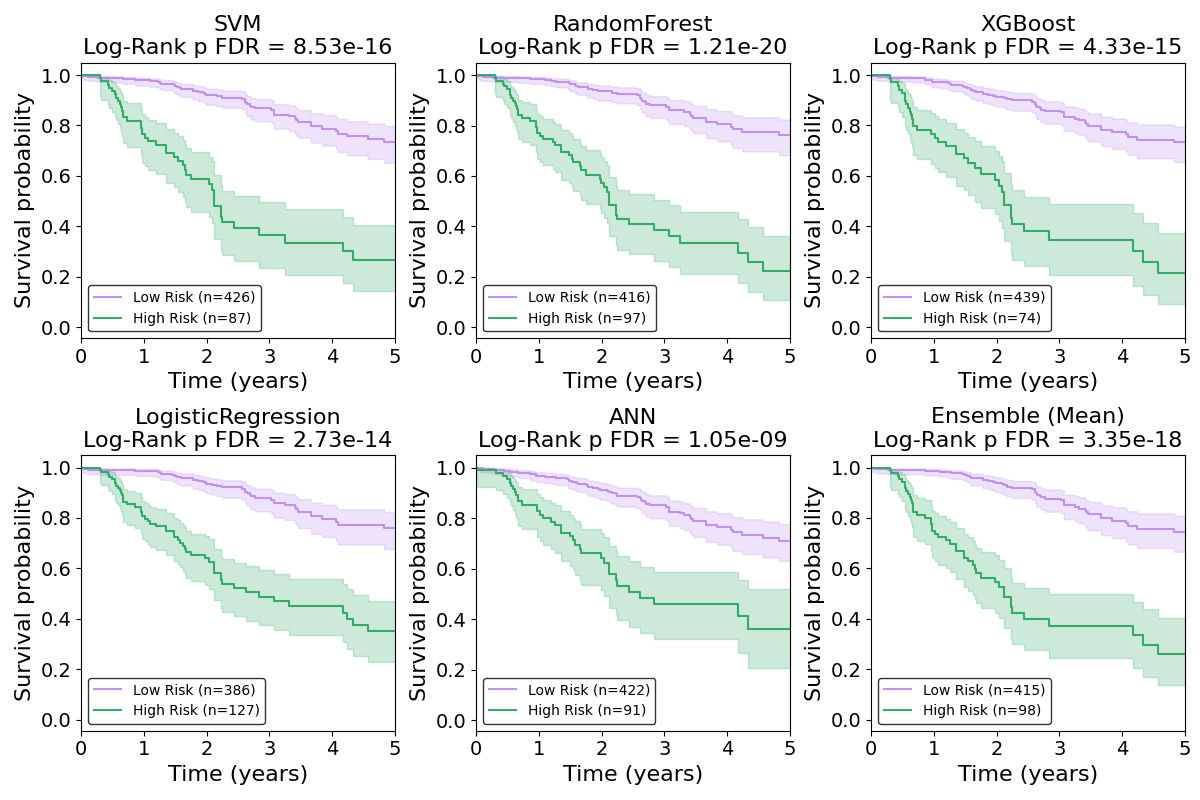 SVM
Log-Rank p FDR = 8.53e-16
Survival probability
1.0
0.8
0.6
0.4
0.2
0.0
Low Risk (n=426)
High Risk (n=87)
0 1 2 3 4 5
Time (years)
RandomForest
Log-Rank p FDR = 1.21e-20
Survival probability
1.0
0.8
0.6
0.4
0.2
0.0
Low Risk (n=416)
High Risk (n=97)
0 1 2 3 4 5
Time (years)
XGBoost
Log-Rank p FDR = 4.33e-15
Survival probability
1.0
0.8
0.6
0.4
0.2
0.0
Low Risk (n=439)
High Risk (n=74)
0 1 2 3 4 5
Time (years)
LogisticRegression
Log-Rank p FDR = 2.73e-14
Survival probability
1.0
0.8
0.6
0.4
0.2
0.0
Low Risk (n=386)
High Risk (n=127)
0 1 2 3 4 5
Time (years)
ANN
Log-Rank p FDR = 1.05e-09
Survival probability
1.0
0.8
0.6
0.4
0.2
0.0
Low Risk (n=422)
High Risk (n=91)
0 1 2 3 4 5
Time (years)
Ensemble (Mean)
Log-Rank p FDR = 3.35e-18
Survival probability
1.0
0.8
0.6
0.4
0.2
0.0
Low Risk (n=415)
High Risk (n=98)
0 1 2 3 4 5
Time (years)